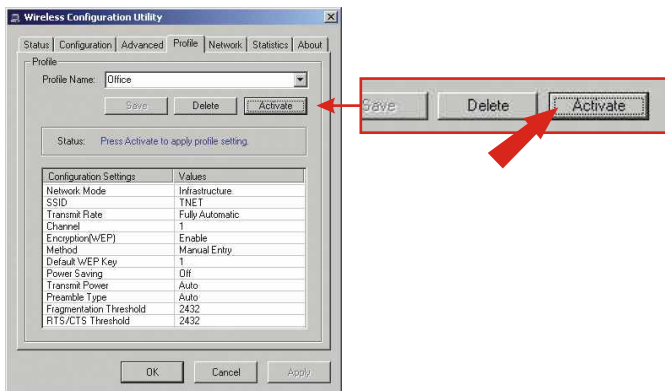 Wireless Configuration Utility
Status Configuration Advanced Profile Network Statistics About
Profile
Profile Name: Office
Save Delete Activate
Save Delete Activate
Status: Press Activate to apply profile setting.
Configuration Settings Values
Network Mode Infrastructure
SSID TNET
Transmit Rate Fully Automatic
Channel 1
Encryption(WEP) Enable
Method Manual Entry
Default WEP Key 1
Power Saving Off
Transmit Power Auto
Preamble Type Auto
Fragmentation Threshold 2432
RTS/CTS Threshold 2432
OK Cancel Apply